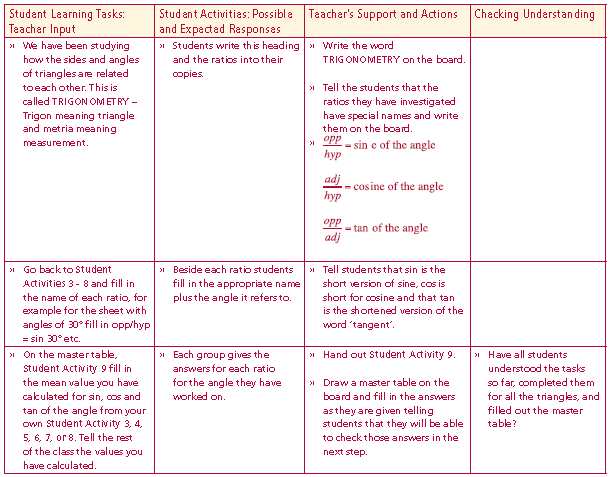 Student Learning Tasks:
Teacher Input
Student Activities: Possible
and Expected Responses
Teacher's Support and Actions
Checking Understanding
» We have been studying
how the sides and angles
of triangles are related
to each other. This is
called TRIGONOMETRY –
Trigon meaning triangle
and metria meaning
measurement.
» Students write this heading
and the ratios into their
copies.
» Write the word
TRIGONOMETRY on the board.
» Tell the students that the
ratios they have investigated
have special names and write
them on the board.
» opp/hyp = sin e of the angle
adj/hyp = cosine of the angle
opp/adj = tan of the angle
» Go back to Student
Activities 3 – 8 and fill in
the name of each ratio, for
example for the sheet with
angles of 30° fill in opp/hyp
= sin 30° etc.
» Beside each ratio students
fill in the appropriate name
plus the angle it refers to.
» Tell students that sin is the
short version of sine, cos is
short for cosine and that tan
is the shortened version of the
word 'tangent'.
» On the master table,
Student Activity 9 fill in
the mean value you have
calculated for sin, cos and
tan of the angle from your
own Student Activity 3, 4,
5, 6, 7, or 8. Tell the rest
of the class the values you
have calculated.
» Each group gives the
answers for each ratio
for the angle they have
worked on.
» Hand out Student Activity 9.
» Draw a master table on the
board and fill in the answers
as they are given telling
students that they will be able
to check those answers in the
next step.
» Have all students
understood the tasks
so far, completed them
for all the triangles, and
filled out the master
table?